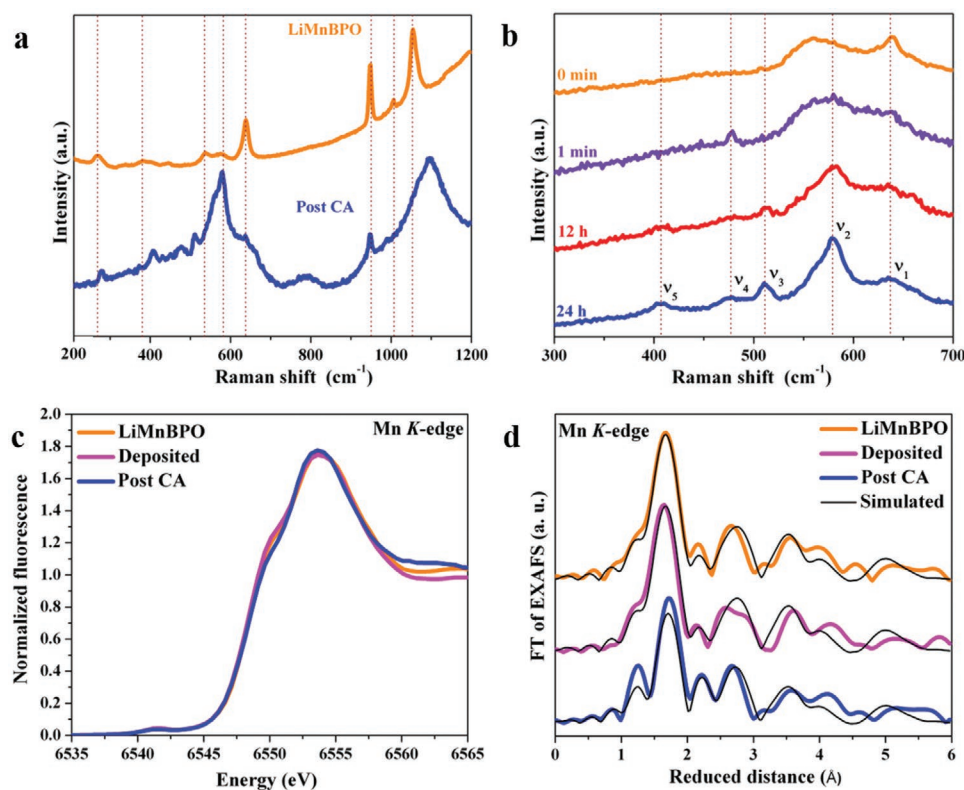 a
LiMnBPO
Post CA
Intensity (a.u.)
200 400 600 800 1000 1200
Raman shift (cm⁻¹)
b
0 min
1 min
12 h
24 h
ν₅ ν₄ ν₃ ν₂ ν₁
Intensity (a.u.)
300 400 500 600 700
Raman shift (cm⁻¹)
c
LiMnBPO
Deposited
Post CA
Mn K-edge
Normalized fluorescence
2.0
1.8
1.6
1.4
1.2
1.0
0.8
0.6
0.4
0.2
0.0
6535 6540 6545 6550 6555 6560 6565
Energy (eV)
d
Mn K-edge
LiMnBPO
Deposited
Post CA
Simulated
FT of EXAFS (a. u.)
0 1 2 3 4 5 6
Reduced distance (Å)